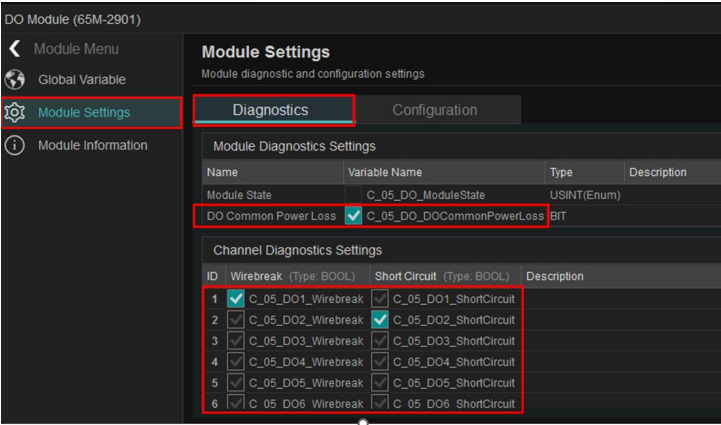 DO Module (65M-2901)
Module Menu
Global Variable
Module Settings
Module Information
Module Settings
Module diagnostic and configuration settings
Diagnostics Configuration
Module Diagnostics Settings
Name Variable Name Type Description
Module State C_05_DO_ModuleState USINT(Enum)
DO Common Power Loss C_05_DO_DOCommonPowerLoss BIT
Channel Diagnostics Settings
ID Wirebreak (Type: BOOL) Short Circuit (Type: BOOL) Description
1 C_05_DO1_Wirebreak C_05_DO1_ShortCircuit
2 C_05_DO2_Wirebreak C_05_DO2_ShortCircuit
3 C_05_DO3_Wirebreak C_05_DO3_ShortCircuit
4 C_05_DO4_Wirebreak C_05_DO4_ShortCircuit
5 C_05_DO5_Wirebreak C_05_DO5_ShortCircuit
6 C_05_DO6_Wirebreak C_05_DO6_ShortCircuit